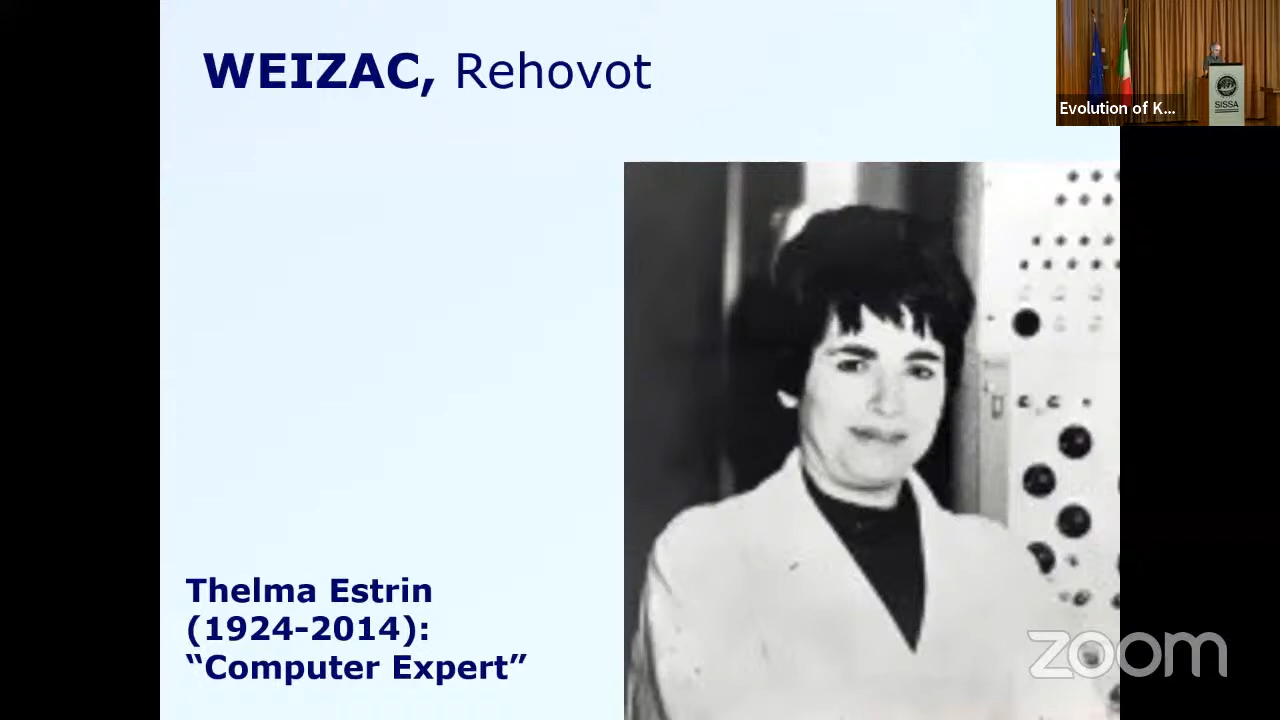 WEIZAC, Rehovot
Evolution of K...
SISSA
Thelma Estrin
(1924-2014):
“Computer Expert”
zoom